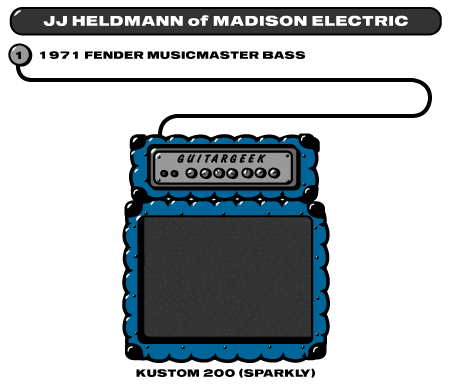 JJ HELDMANN of MADISON ELECTRIC
1 1971 FENDER MUSICMASTER BASS
GUITARGEEK
KUSTOM 200 (SPARKLY)